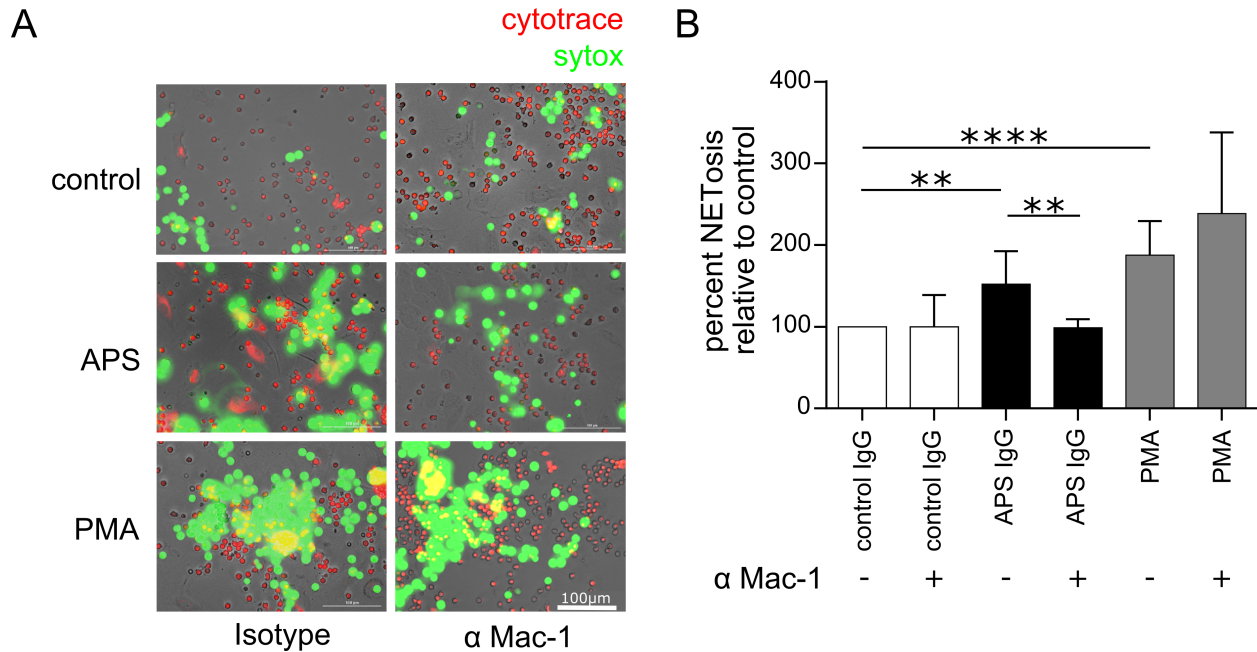 A
cytotrace
sytox
control
APS
PMA
100µm
Isotype
α Mac-1
B
percent NETosis
relative to control
400
300
200
100
0
****
**
**
control IgG
control IgG
APS IgG
APS IgG
PMA
PMA
α Mac-1 - + - + - +